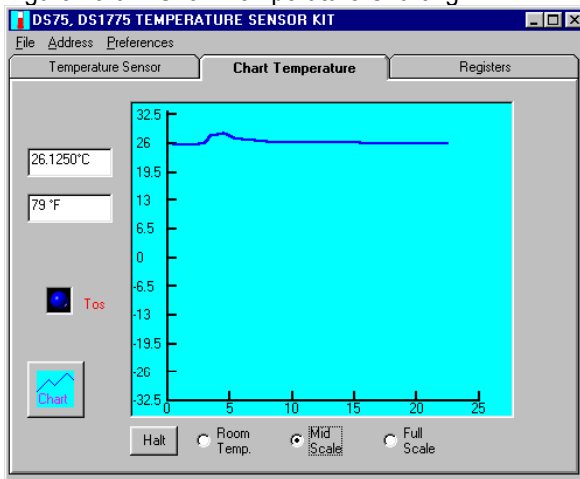 DS75, DS1775 TEMPERATURE SENSOR KIT
File Address Preferences
Temperature Sensor Chart Temperature Registers
32.5
26
19.5
13
6.5
0
-6.5
-13
-19.5
-26
-32.5
0 5 10 15 20 25
26.1250°C
79 °F
Tos
Chart
Halt
Room Temp.
Mid Scale
Full Scale